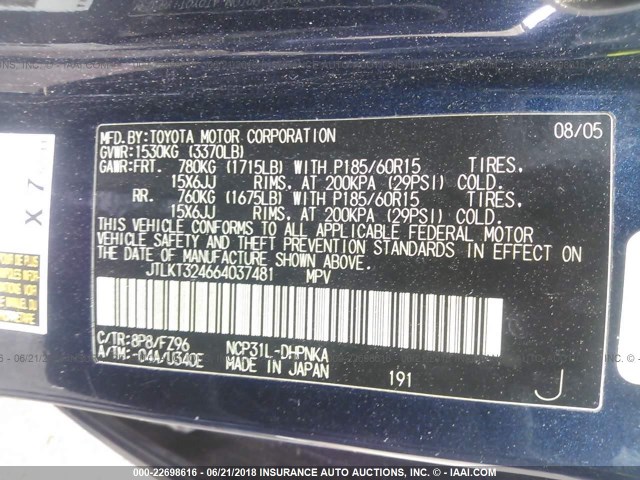 MFD.BY:TOYOTA MOTOR CORPORATION 08/05
GVWR:1530KG (3370LB)
GAWR:FRT. 780KG (1715LB) WITH P185/60R15 TIRES,
15X6JJ RIMS, AT 200KPA (29PSI) COLD.
RR. 760KG (1675LB) WITH P185/60R15 TIRES,
15X6JJ RIMS, AT 200KPA (29PSI) COLD.
THIS VEHICLE CONFORMS TO ALL APPLICABLE FEDERAL MOTOR
VEHICLE SAFETY AND THEFT PREVENTION STANDARDS IN EFFECT ON
THE DATE OF MANUFACTURE SHOWN ABOVE.
JTLKT324664037481 MPV
C/TR:8P8/FZ96 NCP31L-DHPNKA
A/TM:-04A/U340E MADE IN JAPAN 191 J
X 7
000-22698616 - 06/21/2018 - INSURANCE AUTO AUCTIONS, INC. - © IAAI.COM